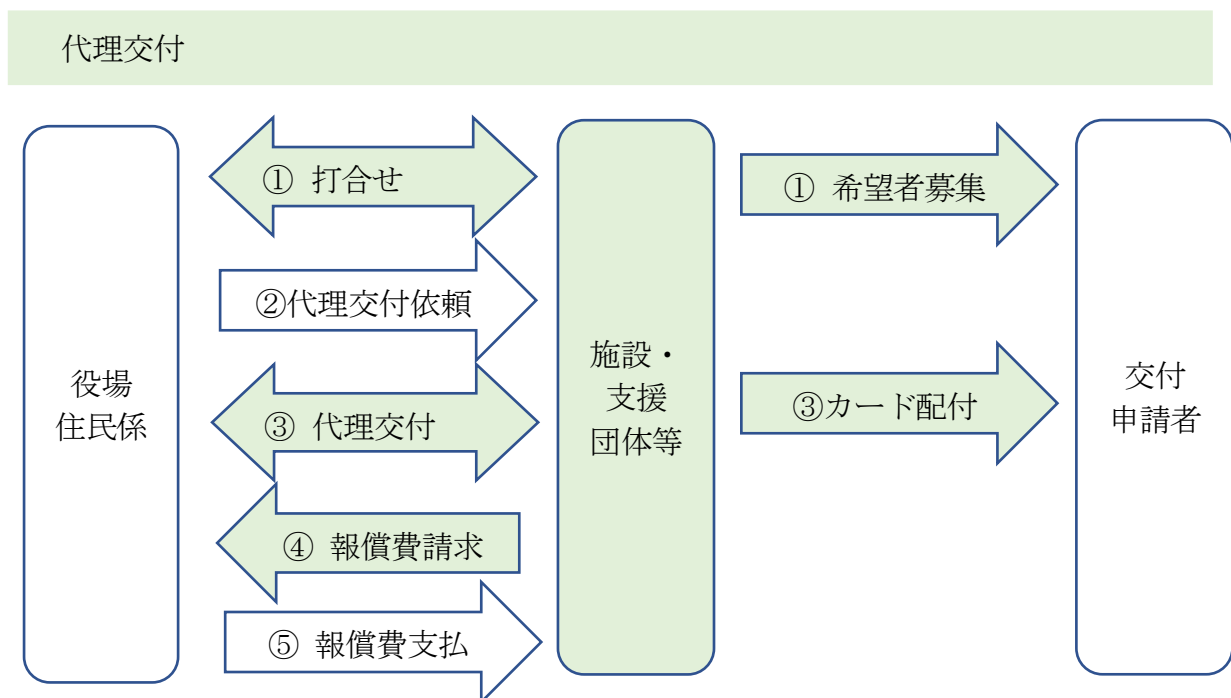 代理交付
① 打合せ
① 希望者募集
②代理交付依頼
役場
住民係
施設・
支援
団体等
交付
申請者
③ 代理交付
③カード配付
④ 報償費請求
⑤ 報償費支払